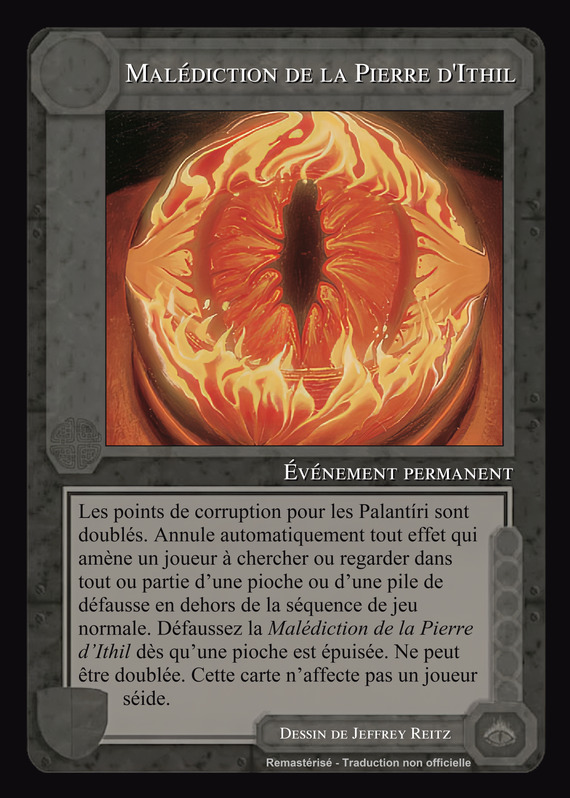 Malédiction de la Pierre d'Ithil
Événement permanent
Les points de corruption pour les Palantíri sont
doublés. Annule automatiquement tout effet qui
amène un joueur à chercher ou regarder dans
tout ou partie d’une pioche ou d’une pile de
défausse en dehors de la séquence de jeu
normale. Défaussez la Malédiction de la Pierre
d’Ithil dès qu’une pioche est épuisée. Ne peut
être doublée. Cette carte n’affecte pas un joueur
séide.
Dessin de Jeffrey Reitz
Remastérisé - Traduction non officielle